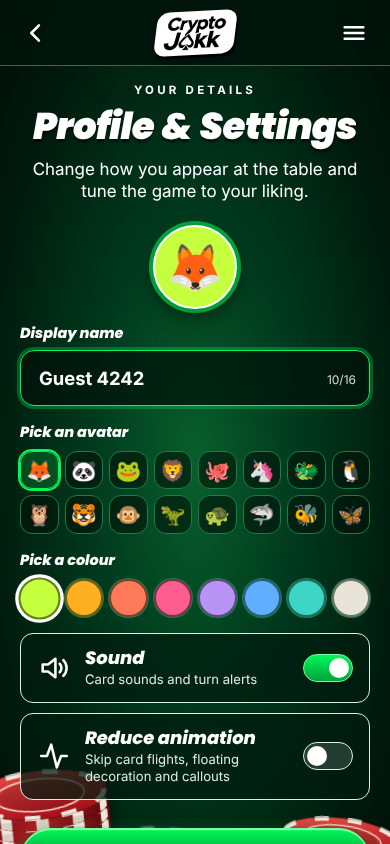 Crypto
Jokk
YOUR DETAILS
Profile & Settings
Change how you appear at the table and
tune the game to your liking.
Display name
Guest 4242
10/16
Pick an avatar
Pick a colour
Sound
Card sounds and turn alerts
Reduce animation
Skip card flights, floating
decoration and callouts